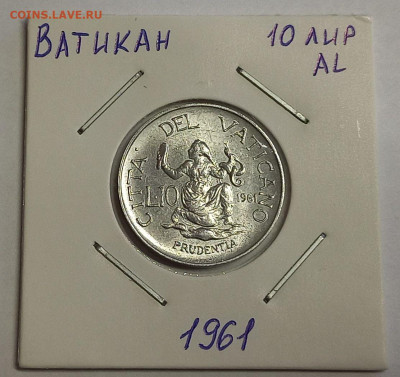 COINS.LAVE.RU
ВАТИКАН 10 ЛИР
AL
CITTA' DEL VATICANO
L.10 1961
PRUDENTIA
1961